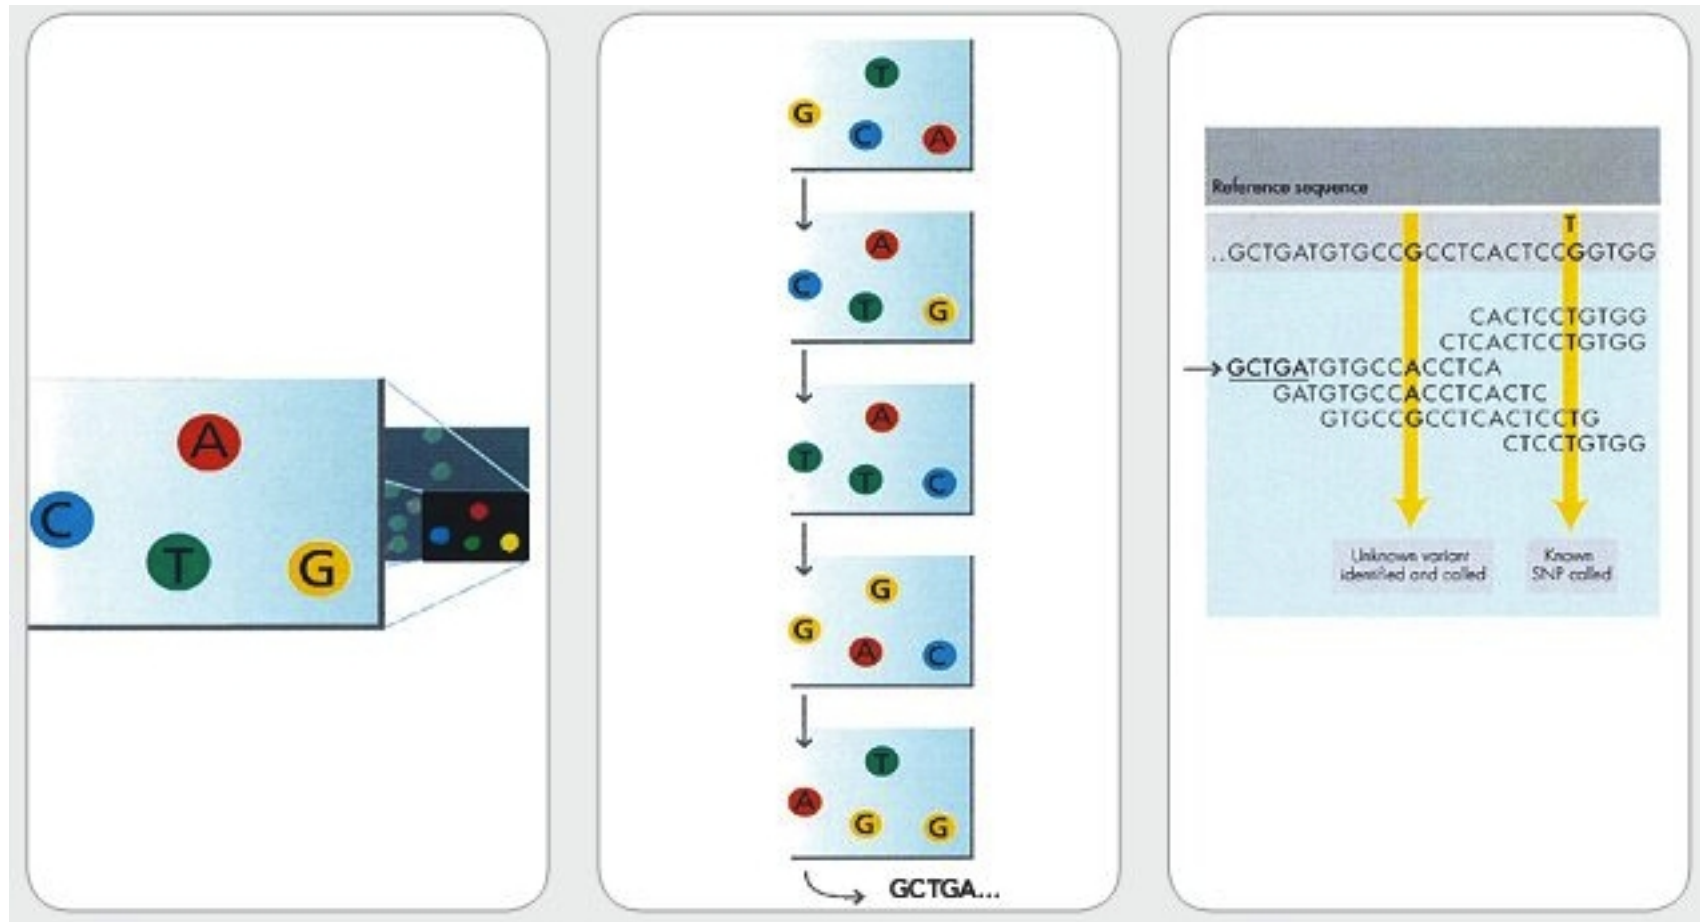 A
C
T
G
T
G
C
A
A
C
T
G
A
T
T
C
G
G
A
C
T
A
G
G
GCTGA...
Reference sequence
T
..GCTGATGTGCCGCCTCACTCCGGTGG
CACTCCTGTGG
CTCACTCCTGTGG
GCTGATGTGCCACCTCA
GATGTGCCACCTCACTC
GTGCCGCCTCACTCCTG
CTCCTGTGG
Unknown variant
identified and called
Known
SNP called